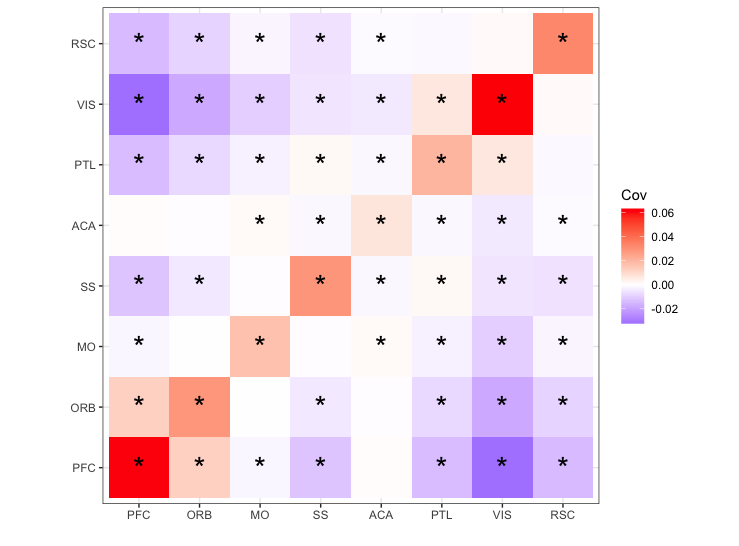 RSC * * * * * *
VIS * * * * * * *
PTL * * * * * * *
ACA * * * * * *
SS * * * * * * *
MO * * * * * *
ORB * * * * * *
PFC * * * * * * *
PFC ORB MO SS ACA PTL VIS RSC
Cov
0.06
0.04
0.02
0.00
-0.02